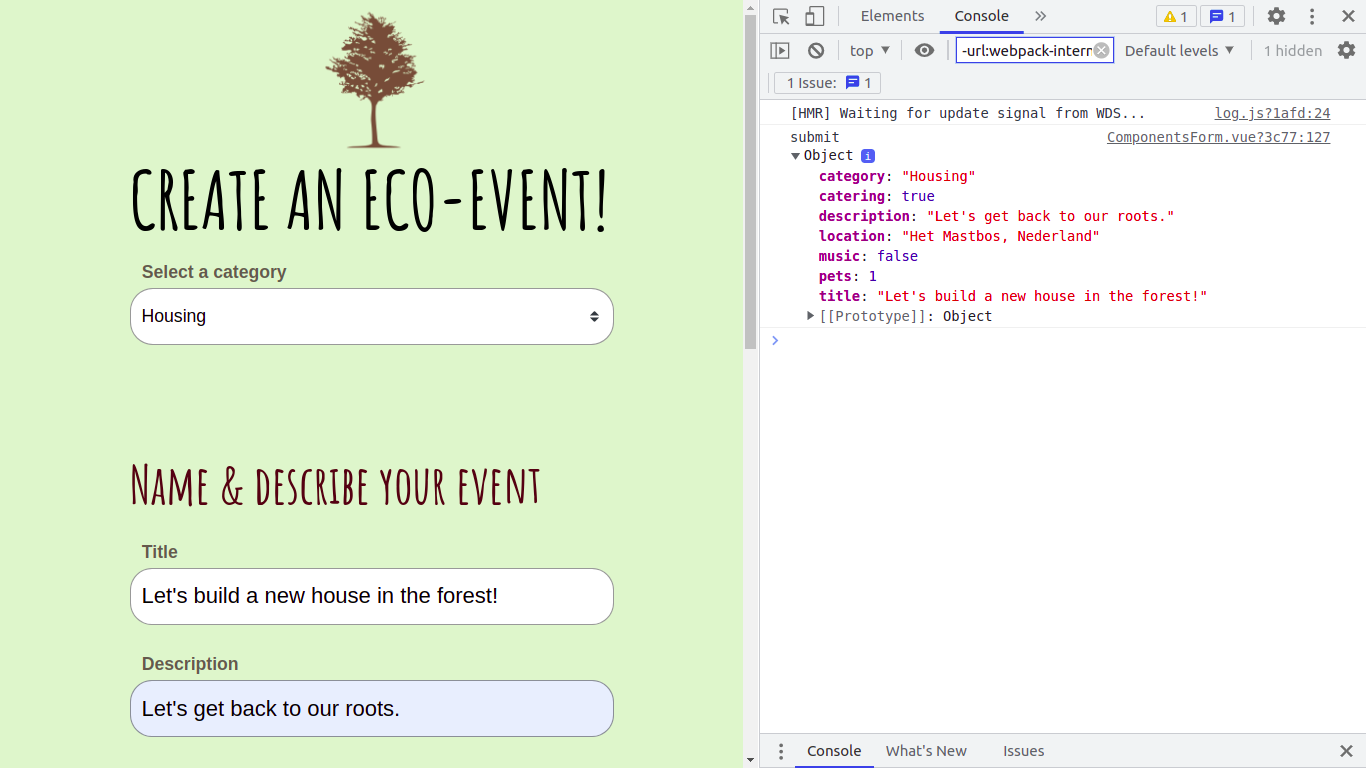 CREATE AN ECO-EVENT!
Select a category
Housing
Name & describe your event
Title
Let's build a new house in the forest!
Description
Let's get back to our roots.
Elements Console 1 1
top -url:webpack-intern Default levels 1 hidden
1 Issue: 1
[HMR] Waiting for update signal from WDS... log.js?1afd:24
submit ComponentsForm.vue?3c77:127
Object i
category: "Housing"
catering: true
description: "Let's get back to our roots."
location: "Het Mastbos, Nederland"
music: false
pets: 1
title: "Let's build a new house in the forest!"
[[Prototype]]: Object
Console What's New Issues